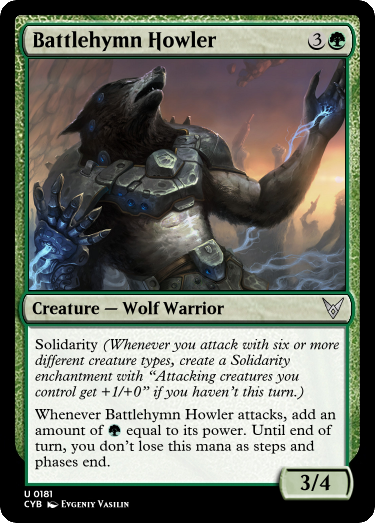 Battlehymn Howler 3
Creature — Wolf Warrior
Solidarity (Whenever you attack with six or more
different creature types, create a Solidarity
enchantment with “Attacking creatures you
control get +1/+0” if you haven’t this turn.)
Whenever Battlehymn Howler attacks, add an
amount of equal to its power. Until end of
turn, you don’t lose this mana as steps and
phases end.
3/4
U 0181
CYB Evgeniy Vasilin